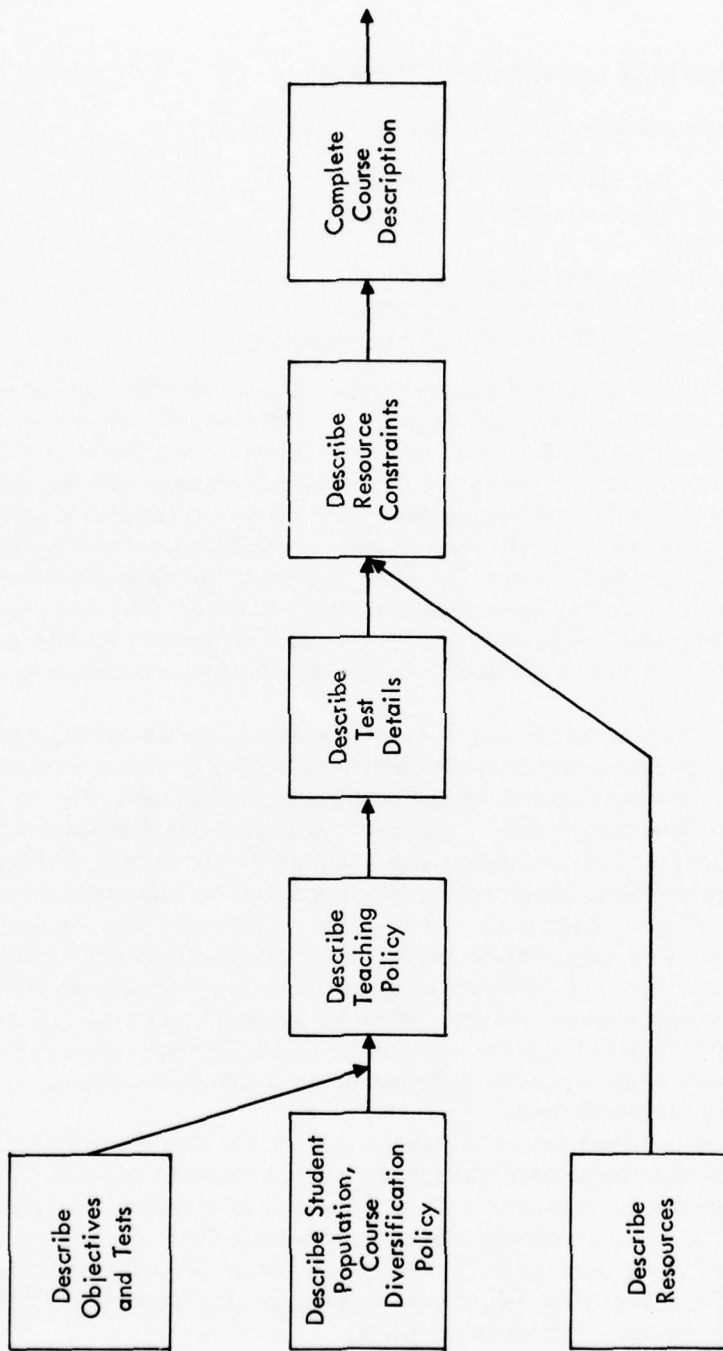 Describe
Objectives
and Tests
Describe Student
Population,
Course
Diversification
Policy
Describe
Resources
Describe
Teaching
Policy
Describe
Test
Details
Describe
Resource
Constraints
Complete
Course
Description